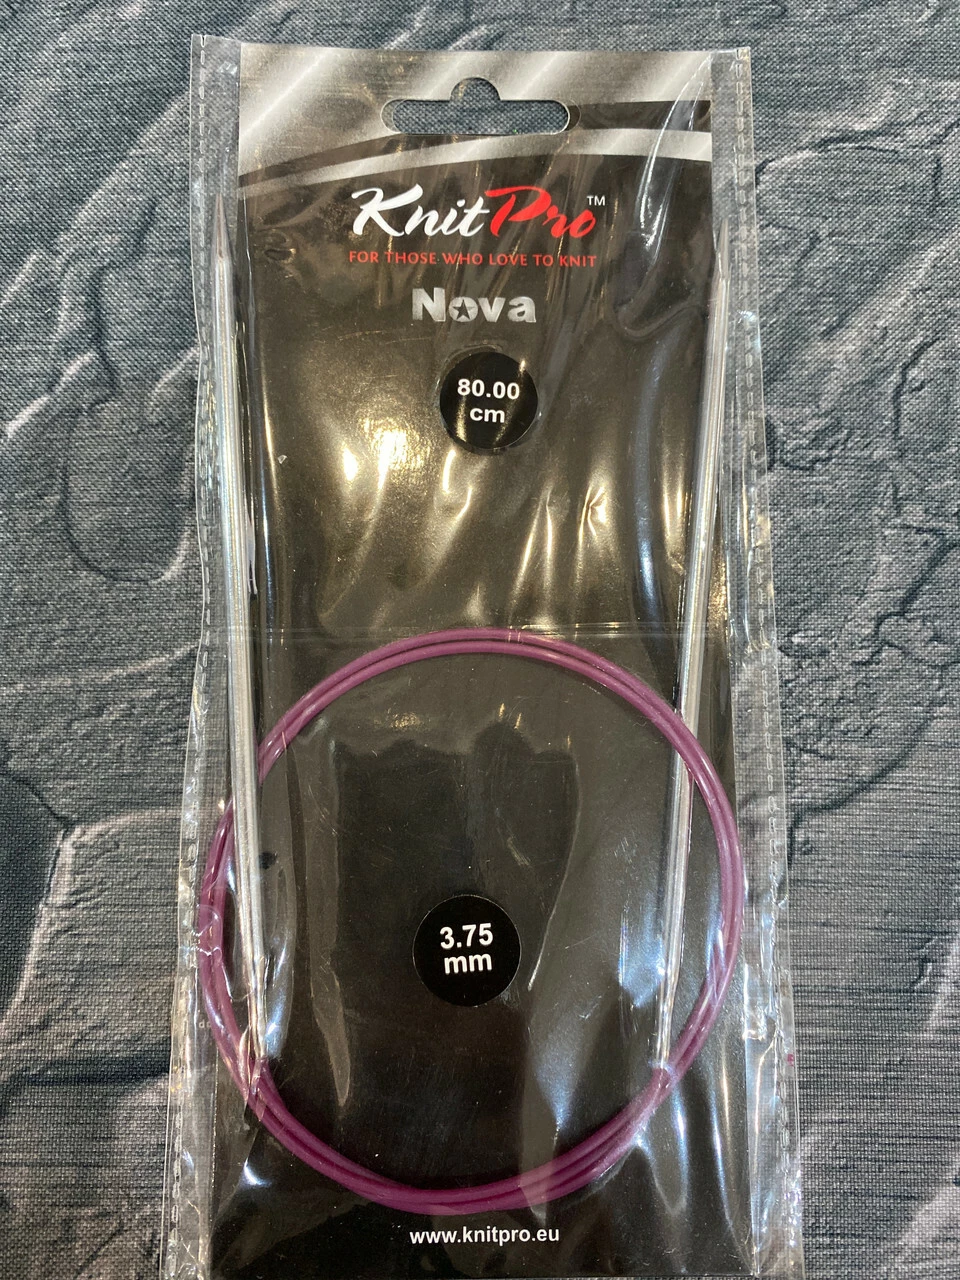 KnitPro™
FOR THOSE WHO LOVE TO KNIT
Nova
80.00
cm
3.75
mm
www.knitpro.eu